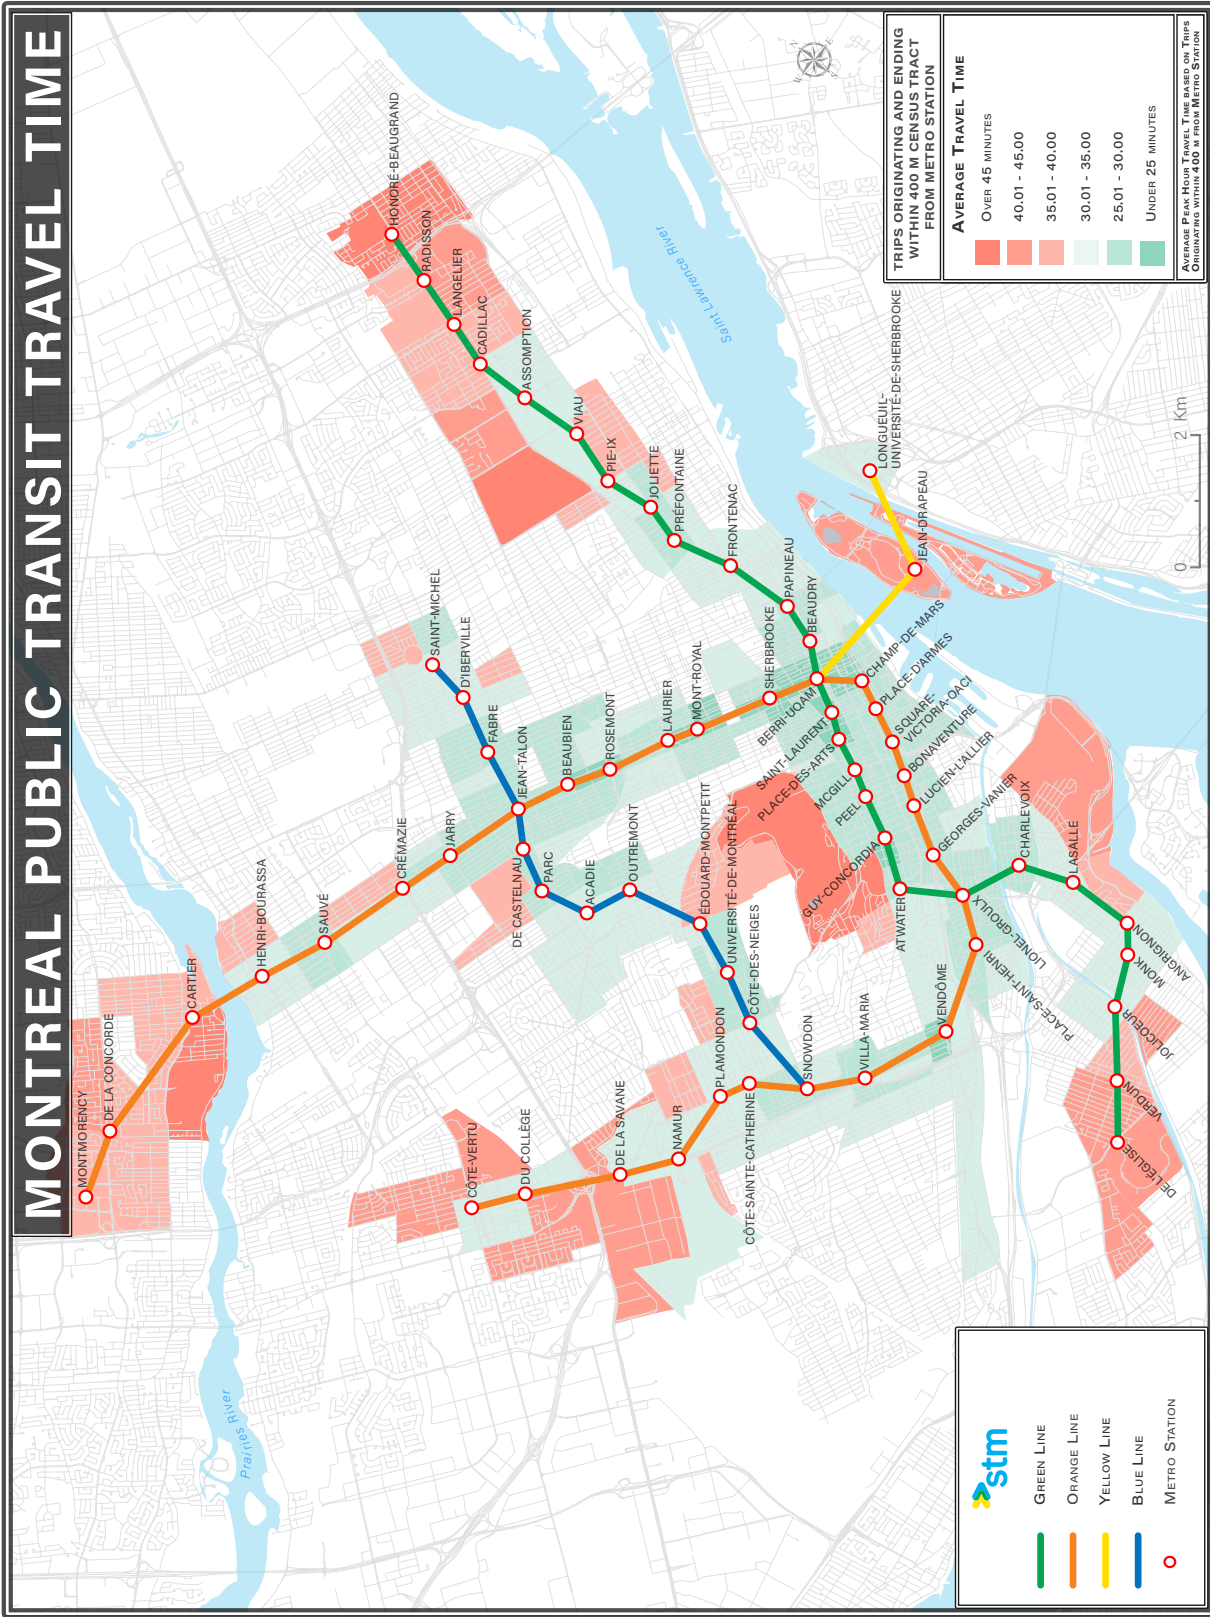 MONTREAL PUBLIC TRANSIT TRAVEL TIME
MONTMORENCY
DE LA CONCORDE
CARTIER
HENRI-BOURASSA
SAUVÉ
CRÉMAZIE
JARRY
JEAN-TALON
BEAUBIEN
ROSEMONT
LAURIER
MONT-ROYAL
SHERBROOKE
BERRI-UQAM
CHAMP-DE-MARS
PLACE-D'ARMES
SQUARE-
VICTORIA-OACI
BONAVENTURE
LUCIEN-L'ALLIER
GEORGES-VANIER
LIONEL-GROULX
PLACE-SAINT-HENRI
VENDÔME
VILLA-MARIA
SNOWDON
CÔTE-SAINTE-CATHERINE
PLAMONDON
NAMUR
DE LA SAVANE
DU COLLÈGE
CÔTE-VERTU
SAINT-MICHEL
D'IBERVILLE
FABRE
DE CASTELNAU
PARC
ACADIE
OUTREMONT
ÉDOUARD-MONTPETIT
UNIVERSITÉ-DE-MONTRÉAL
CÔTE-DES-NEIGES
HONORÉ-BEAUGRAND
RADISSON
LANGELIER
CADILLAC
ASSOMPTION
VIAU
PIE-IX
JOLIETTE
PRÉFONTAINE
FRONTENAC
PAPINEAU
BEAUDRY
SAINT-LAURENT
PLACE-DES-ARTS
MCGILL
PEEL
GUY-CONCORDIA
ATWATER
CHARLEVOIX
LASALLE
ANGRIGNON
MONK
JOLICOEUR
VERDUN
DE L'ÉGLISE
JEAN-DRAPEAU
LONGUEUIL-
UNIVERSITÉ-DE-SHERBROOKE
Prairies River
Saint Lawrence River
N
E
S
W
0 2 Km
TRIPS ORIGINATING AND ENDING
WITHIN 400 M CENSUS TRACT
FROM METRO STATION
AVERAGE TRAVEL TIME
OVER 45 MINUTES
40.01 - 45.00
35.01 - 40.00
30.01 - 35.00
25.01 - 30.00
UNDER 25 MINUTES
AVERAGE PEAK HOUR TRAVEL TIME BASED ON TRIPS
ORIGINATING WITHIN 400 M FROM METRO STATION
stm
GREEN LINE
ORANGE LINE
YELLOW LINE
BLUE LINE
METRO STATION